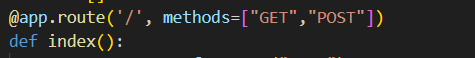 @app.route('/', methods=["GET","POST"])
def index():